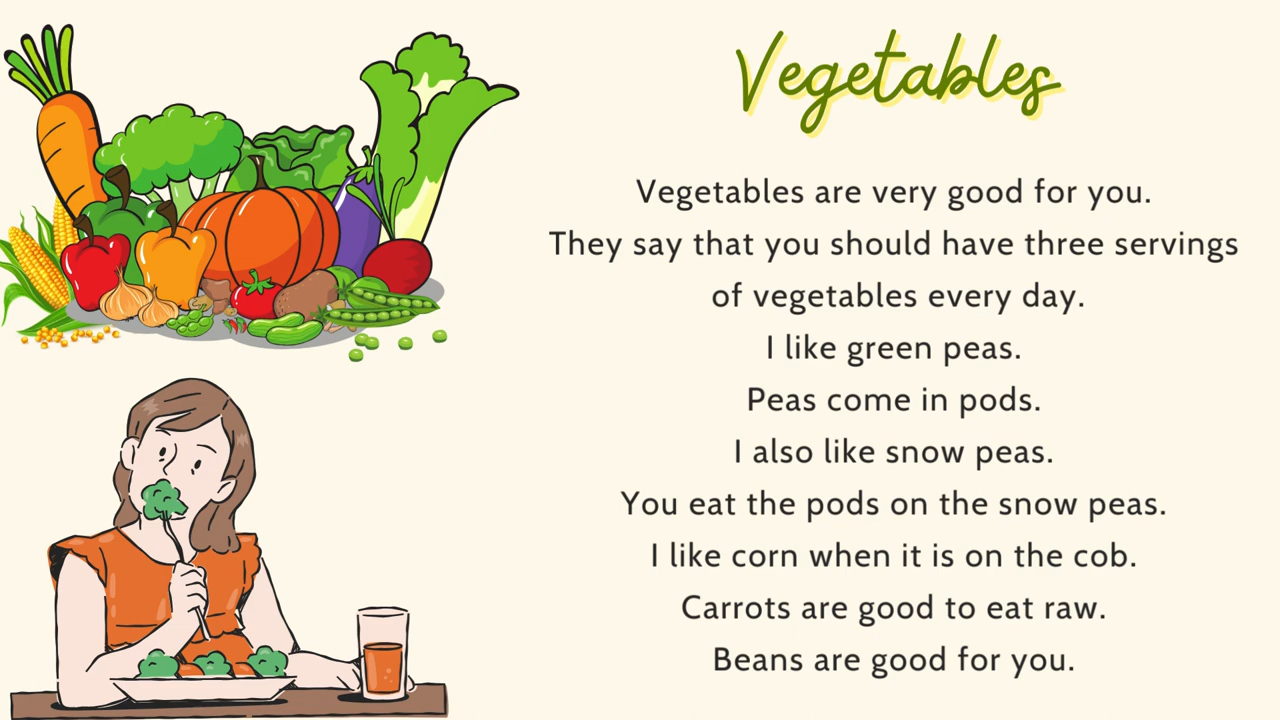 Vegetables
Vegetables are very good for you.
They say that you should have three servings
of vegetables every day.
I like green peas.
Peas come in pods.
I also like snow peas.
You eat the pods on the snow peas.
I like corn when it is on the cob.
Carrots are good to eat raw.
Beans are good for you.